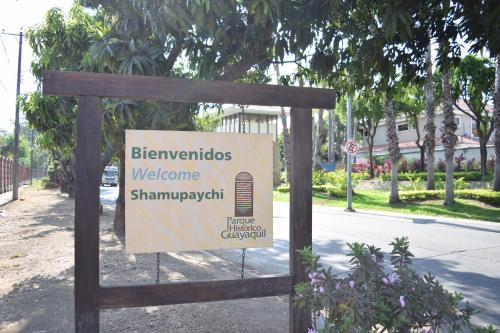 Bienvenidos
Welcome
Shamupaychi
Parque
Histórico
Guayaquil